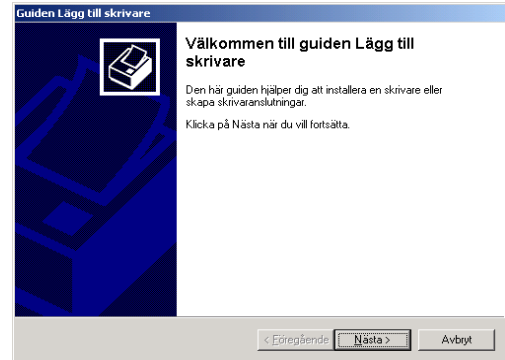 Guiden Lägg till skrivare
Välkommen till guiden Lägg till
skrivare
Den här guiden hjälper dig att installera en skrivare eller
skapa skrivaranslutningar.
Klicka på Nästa när du vill fortsätta.
< Föregående
Nästa >
Avbryt